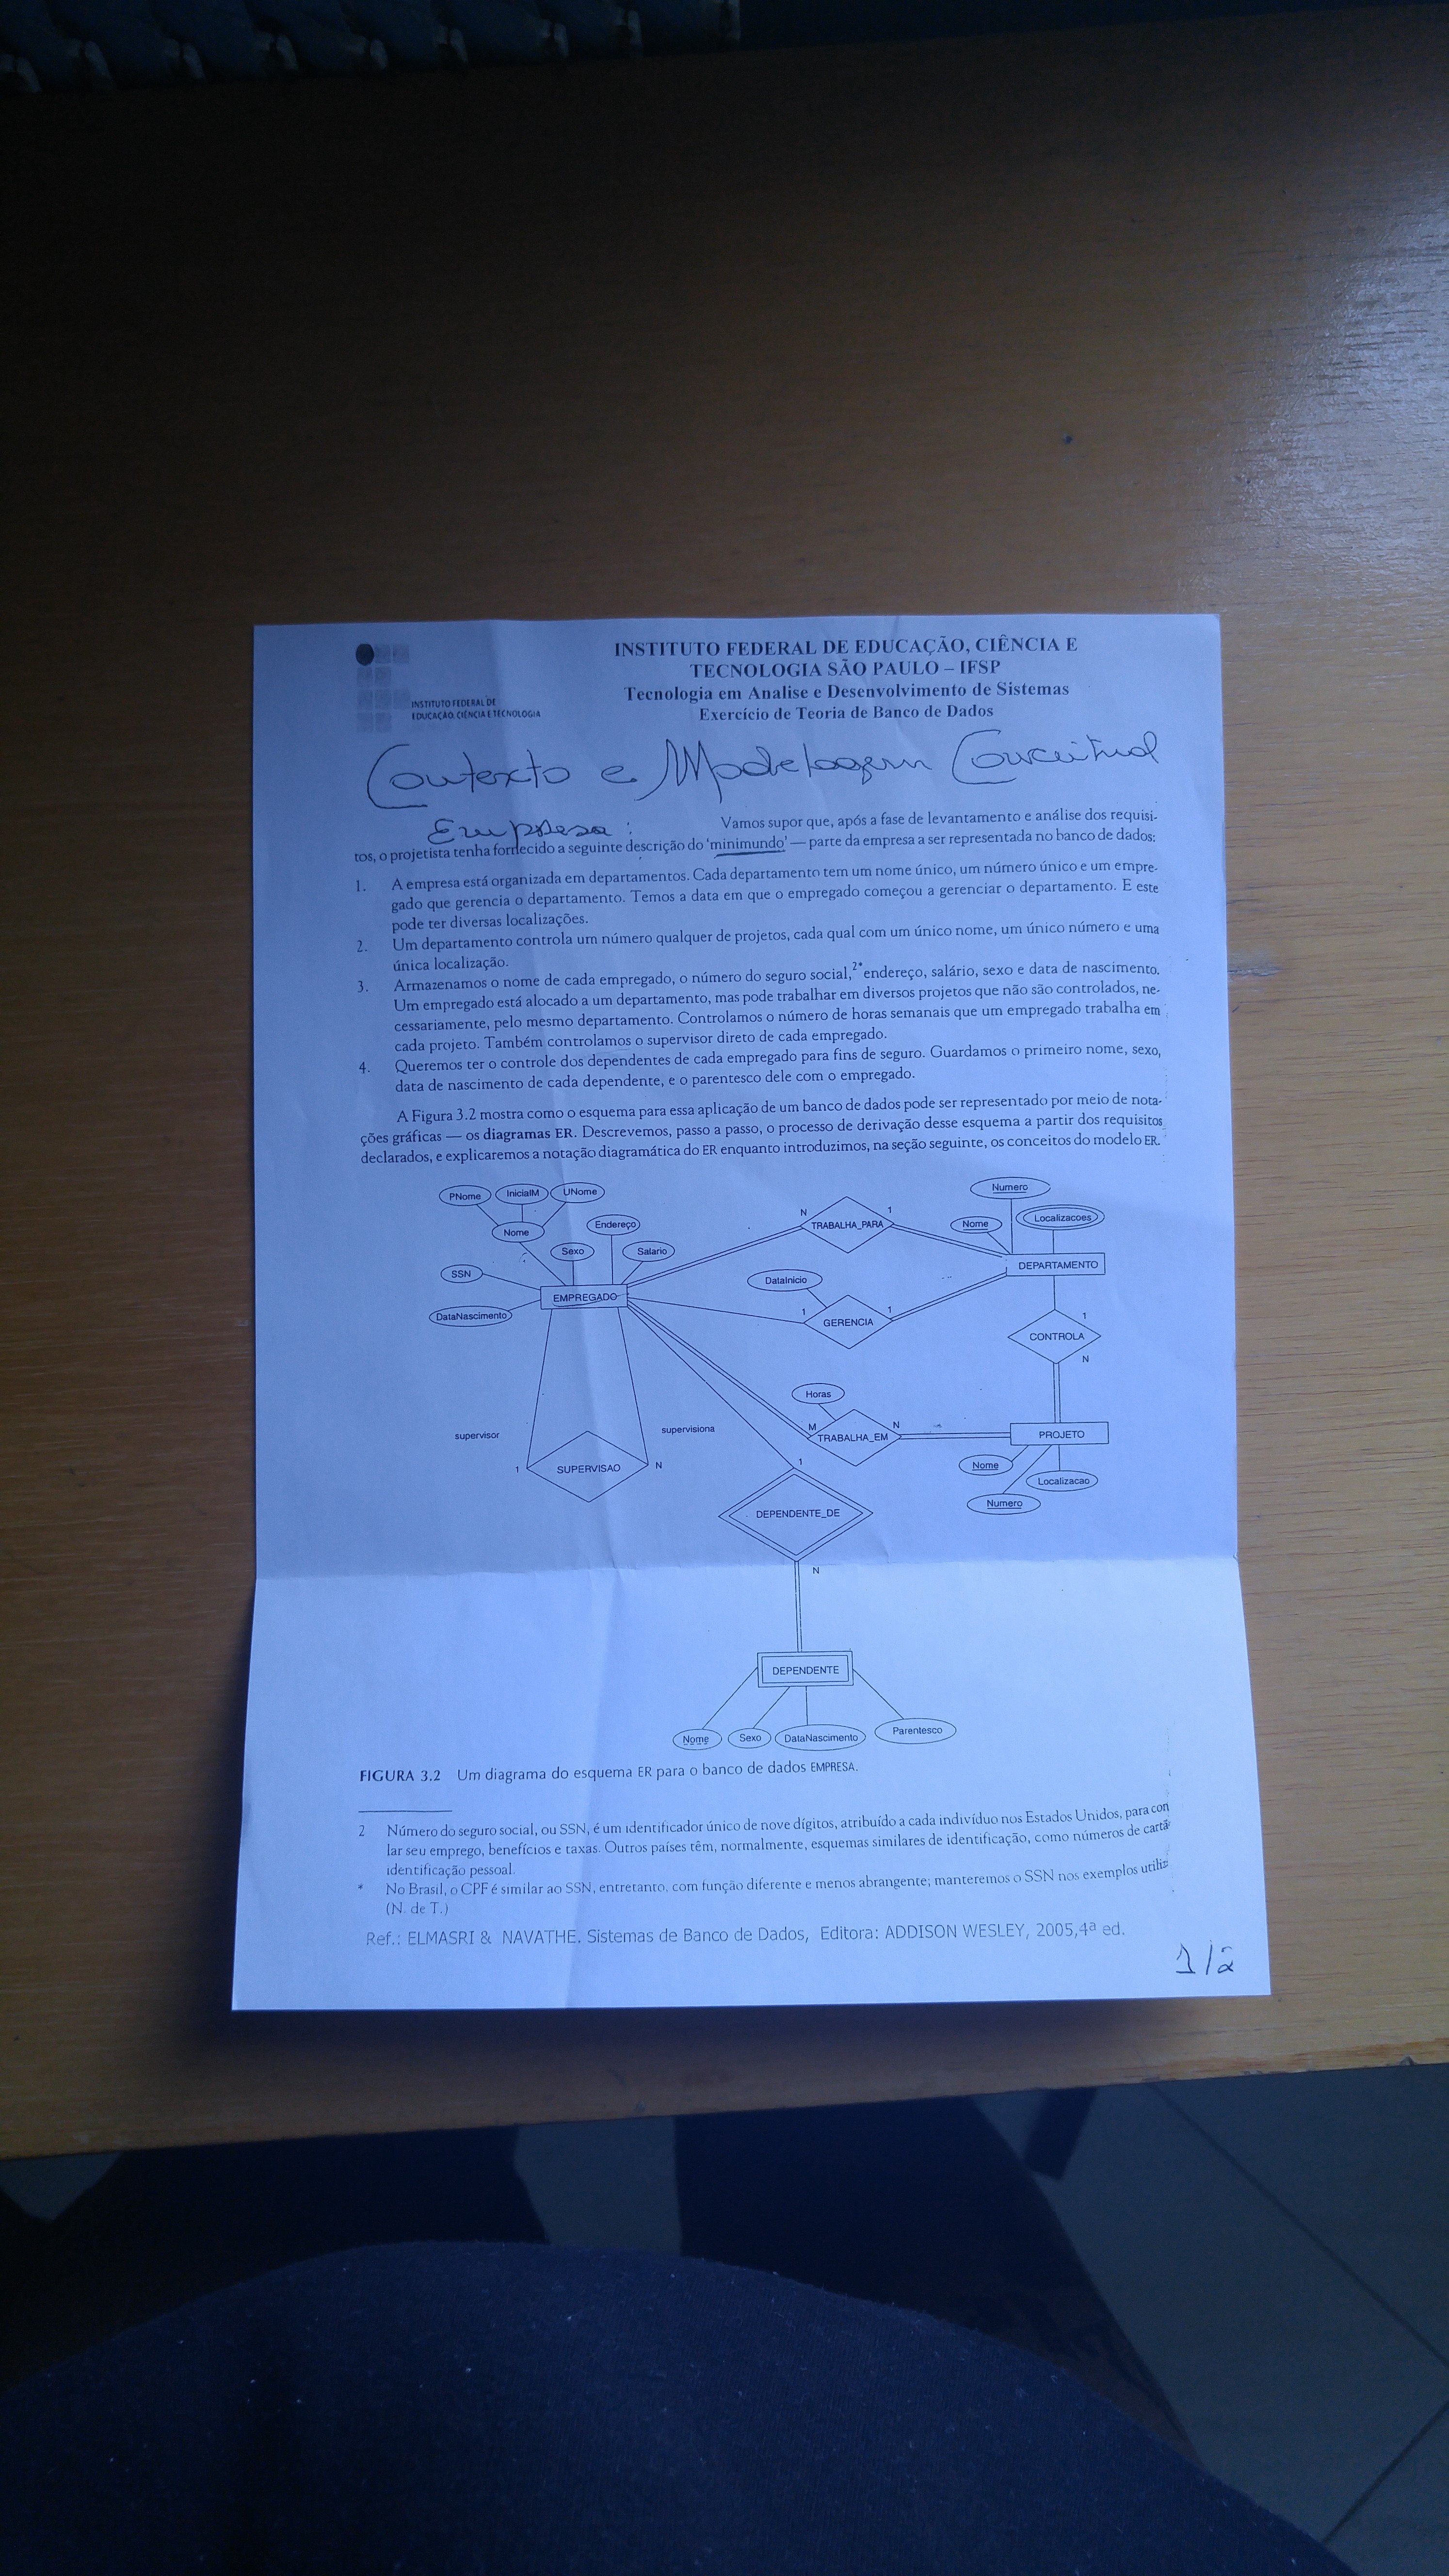 INSTITUTO FEDERAL DE EDUCAÇÃO, CIÊNCIA E
TECNOLOGIA SÃO PAULO – IFSP
Tecnologia em Analise e Desenvolvimento de Sistemas
Exercício de Teoria de Banco de Dados
INSTITUTO FEDERAL DE
EDUCAÇÃO, CIÊNCIA E TECNOLOGIA
Contexto e Modelagem Conceitual
Empresa:
Vamos supor que, após a fase de levantamento e análise dos requisi-
tos, o projetista tenha fornecido a seguinte descrição do 'minimundo' — parte da empresa a ser representada no banco de dados:
1. A empresa está organizada em departamentos. Cada departamento tem um nome único, um número único e um empre-
gado que gerencia o departamento. Temos a data em que o empregado começou a gerenciar o departamento. E este
pode ter diversas localizações.
2. Um departamento controla um número qualquer de projetos, cada qual com um único nome, um único número e uma
única localização.
3. Armazenamos o nome de cada empregado, o número do seguro social,2* endereço, salário, sexo e data de nascimento.
Um empregado está alocado a um departamento, mas pode trabalhar em diversos projetos que não são controlados, ne-
cessariamente, pelo mesmo departamento. Controlamos o número de horas semanais que um empregado trabalha em
cada projeto. Também controlamos o supervisor direto de cada empregado.
4. Queremos ter o controle dos dependentes de cada empregado para fins de seguro. Guardamos o primeiro nome, sexo,
data de nascimento de cada dependente, e o parentesco dele com o empregado.
A Figura 3.2 mostra como o esquema para essa aplicação de um banco de dados pode ser representado por meio de nota-
ções gráficas — os diagramas ER. Descrevemos, passo a passo, o processo de derivação desse esquema a partir dos requisitos
declarados, e explicaremos a notação diagramática do ER enquanto introduzimos, na seção seguinte, os conceitos do modelo ER.
PNome InicialM UNome
Nome
Endereço
Sexo Salario
SSN
EMPREGADO
DataNascimento
N TRABALHA_PARA 1
Numero
Nome Localizacoes
DEPARTAMENTO
DataInicio
1 GERENCIA 1
1
CONTROLA
N
Horas
M TRABALHA_EM N
PROJETO
Nome
Localizacao
Numero
supervisor supervisiona
1 SUPERVISAO N
1
DEPENDENTE_DE
N
DEPENDENTE
Nome Sexo DataNascimento Parentesco
FIGURA 3.2 Um diagrama do esquema ER para o banco de dados EMPRESA.
2 Número do seguro social, ou SSN, é um identificador único de nove dígitos, atribuído a cada indivíduo nos Estados Unidos, para con
lar seu emprego, benefícios e taxas. Outros países têm, normalmente, esquemas similares de identificação, como números de cartã
identificação pessoal.
* No Brasil, o CPF é similar ao SSN, entretanto, com função diferente e menos abrangente; manteremos o SSN nos exemplos utiliz
(N. de T.)
Ref.: ELMASRI & NAVATHE. Sistemas de Banco de Dados, Editora: ADDISON WESLEY, 2005,4ª ed.
1/2